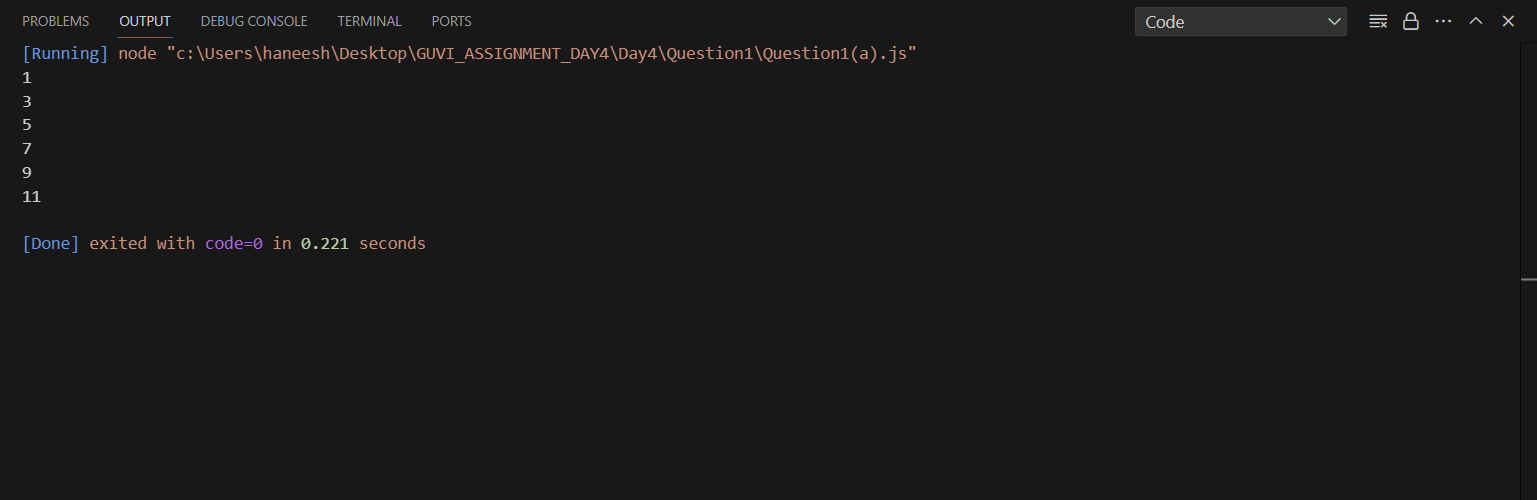 PROBLEMS OUTPUT DEBUG CONSOLE TERMINAL PORTS Code
[Running] node "c:\Users\haneesh\Desktop\GUVI_ASSIGNMENT_DAY4\Day4\Question1\Question1(a).js"
1
3
5
7
9
11
[Done] exited with code=0 in 0.221 seconds